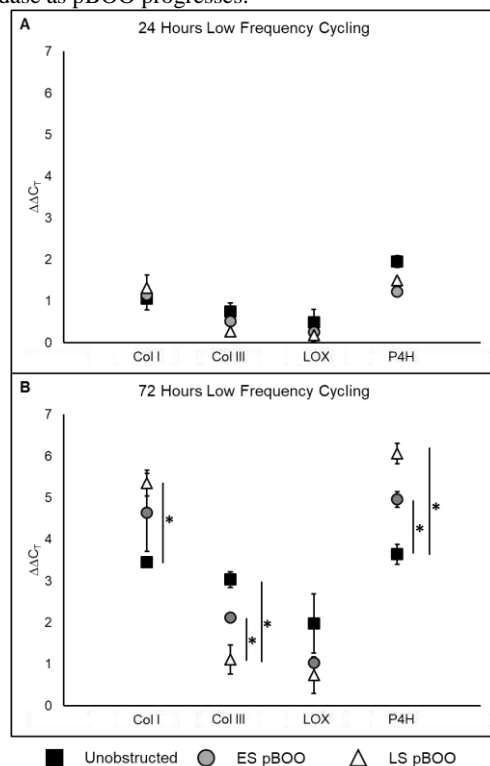 dase as pBOO progresses.
A
24 Hours Low Frequency Cycling
7
6
5
4
3
2
1
0
ΔΔCT
Col I Col III LOX P4H
B
72 Hours Low Frequency Cycling
7
6
5
4
3
2
1
0
ΔΔCT
*
*
*
*
*
Col I Col III LOX P4H
Unobstructed ES pBOO LS pBOO